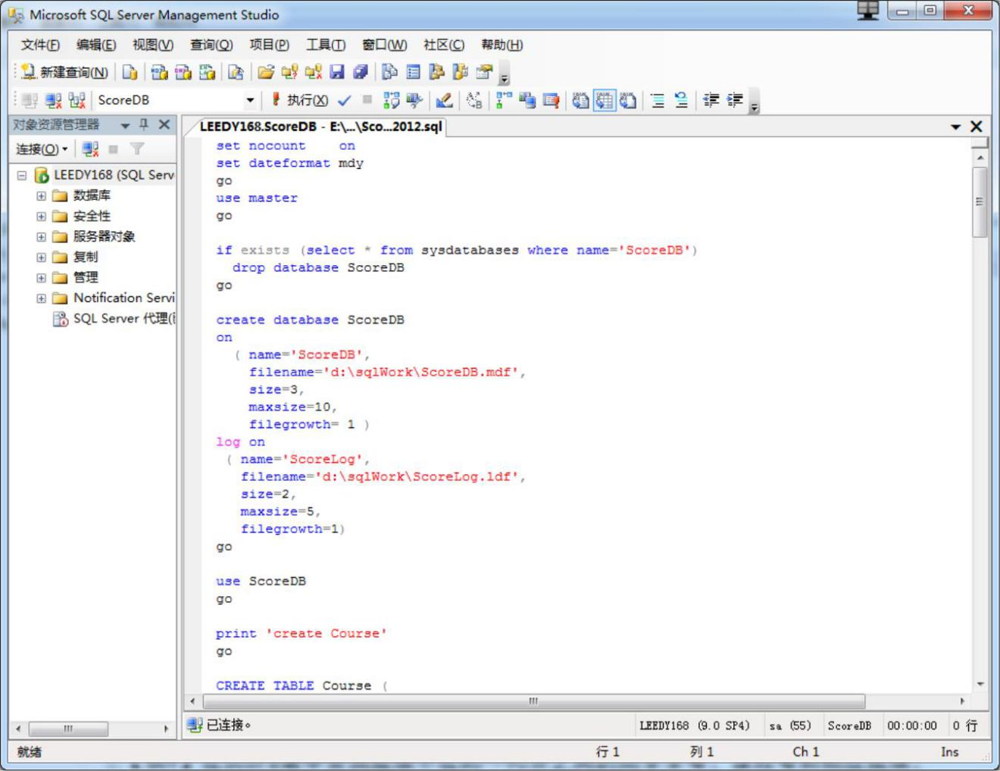 Microsoft SQL Server Management Studio
文件(F) 编辑(E) 视图(V) 查询(Q) 项目(P) 工具(T) 窗口(W) 社区(C) 帮助(H)
新建查询(N)
ScoreDB 执行(X)
对象资源管理器
连接(O)
LEEDY168 (SQL Serv
数据库
安全性
服务器对象
复制
管理
Notification Servi
SQL Server 代理(
LEEDY168.ScoreDB - E:\...\Sco...2012.sql
set nocount    on
set dateformat mdy
go
use master
go
if exists (select * from sysdatabases where name='ScoreDB')
  drop database ScoreDB
go
create database ScoreDB
on
  ( name='ScoreDB',
    filename='d:\sqlWork\ScoreDB.mdf',
    size=3,
    maxsize=10,
    filegrowth= 1 )
log on
 ( name='ScoreLog',
   filename='d:\sqlWork\ScoreLog.ldf',
   size=2,
   maxsize=5,
   filegrowth=1)
go
use ScoreDB
go
print 'create Course'
go
CREATE TABLE Course (
已连接。 LEEDY168 (9.0 SP4) sa (55) ScoreDB 00:00:00 0 行
就绪 行 1 列 1 Ch 1 Ins